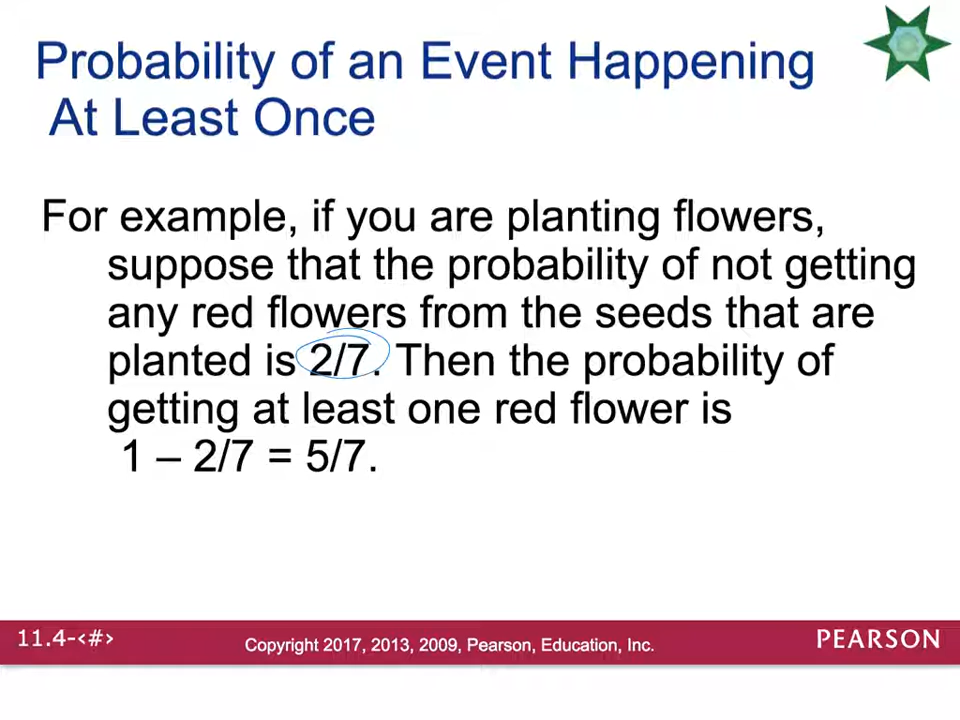 Probability of an Event Happening
At Least Once
For example, if you are planting flowers,
suppose that the probability of not getting
any red flowers from the seeds that are
planted is 2/7. Then the probability of
getting at least one red flower is
1 – 2/7 = 5/7.
11.4-<#>
Copyright 2017, 2013, 2009, Pearson, Education, Inc.
PEARSON